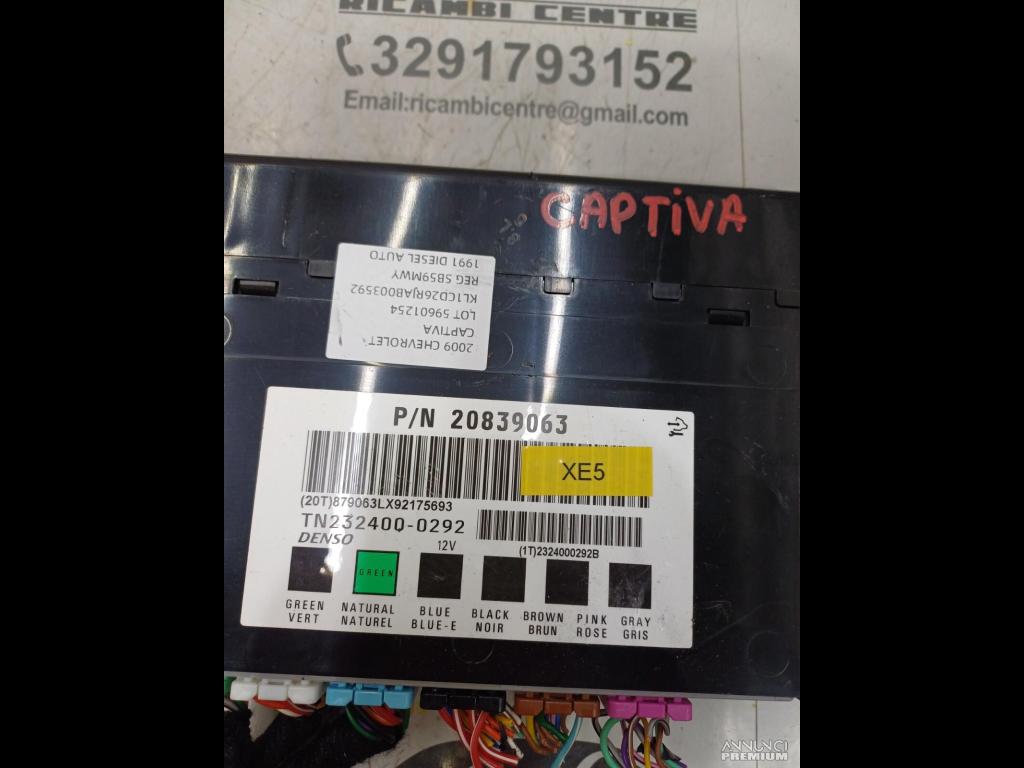 RICAMBI CENTRE
3291793152
Email:ricambicentre@gmail.com
CAPTiVA
2009 CHEVROLET
CAPTIVA
LOT 59601254
KL1CD26RJAB003592
REG SB59MWY
1991 DIESEL AUTO
P/N 20839063
XE5
(20T)879063LX92175693
TN232400-0292
DENSO
12V
(1T)2324000292B
GREEN
GREEN VERT
NATURAL NATUREL
BLUE BLUE-E
BLACK NOIR
BROWN BRUN
PINK ROSE
GRAY GRIS
ANNUNCI
PREMIUM